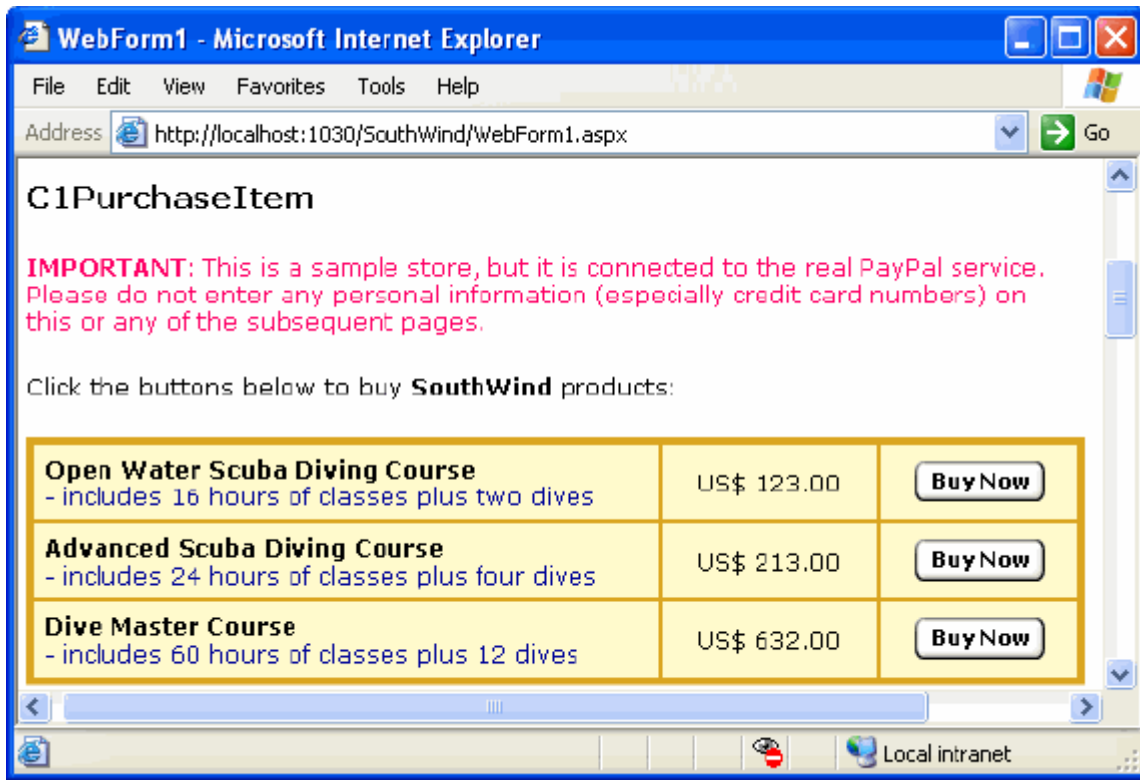 WebForm1 - Microsoft Internet Explorer
File Edit View Favorites Tools Help
Address http://localhost:1030/SouthWind/WebForm1.aspx Go
C1PurchaseItem
IMPORTANT: This is a sample store, but it is connected to the real PayPal service.
Please do not enter any personal information (especially credit card numbers) on
this or any of the subsequent pages.
Click the buttons below to buy SouthWind products:
Open Water Scuba Diving Course
- includes 16 hours of classes plus two dives
US$ 123.00
Buy Now
Advanced Scuba Diving Course
- includes 24 hours of classes plus four dives
US$ 213.00
Buy Now
Dive Master Course
- includes 60 hours of classes plus 12 dives
US$ 632.00
Buy Now
Local intranet